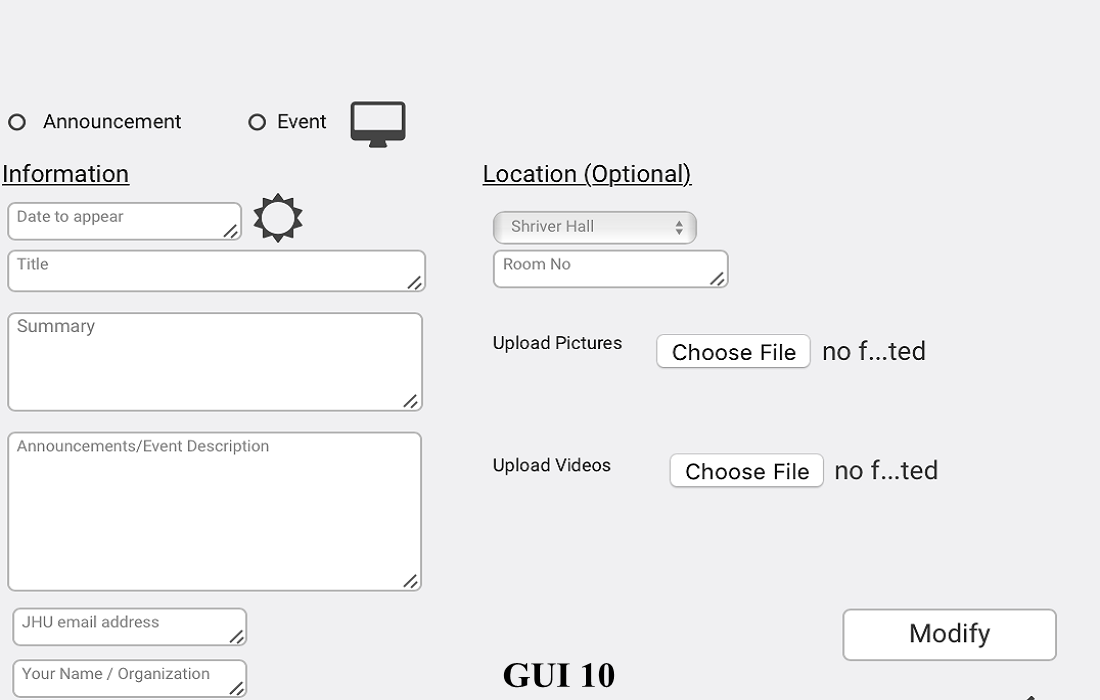 Announcement
Event
Information
Date to appear
Title
Summary
Announcements/Event Description
JHU email address
Your Name / Organization
Location (Optional)
Shriver Hall
Room No
Upload Pictures
Choose File no f...ted
Upload Videos
Choose File no f...ted
Modify
GUI 10